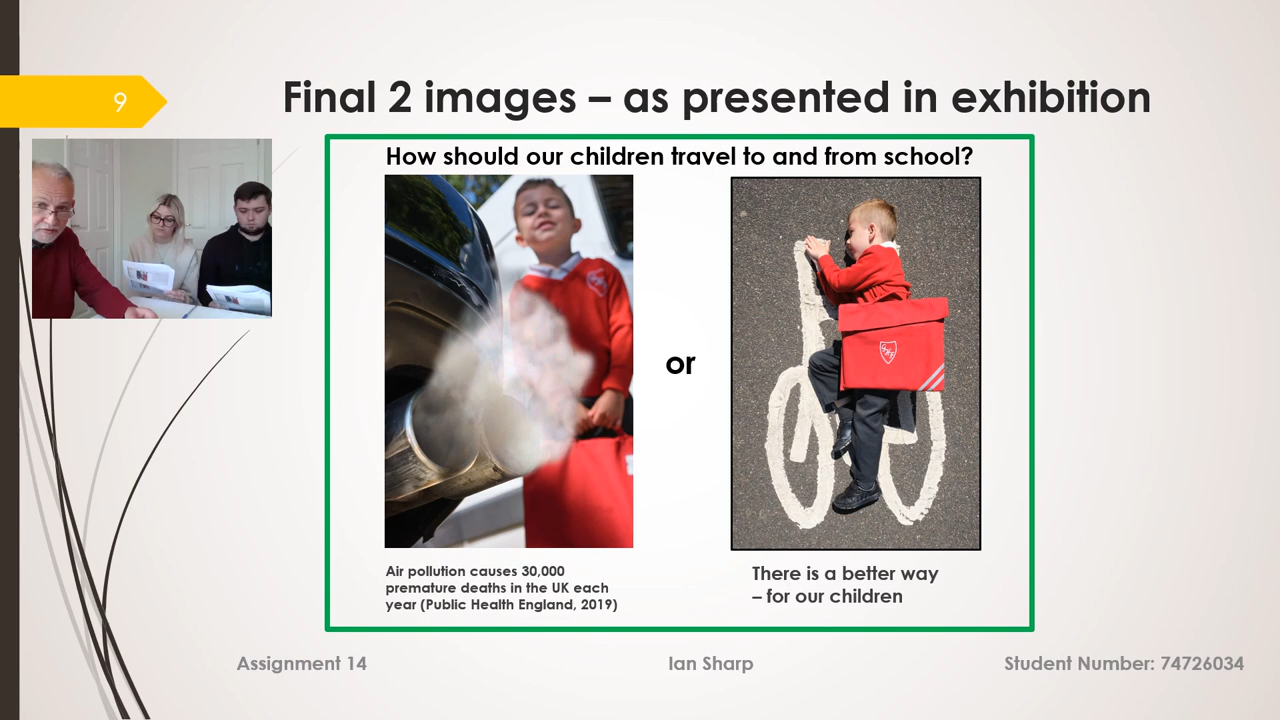 9
Final 2 images – as presented in exhibition
How should our children travel to and from school?
or
Air pollution causes 30,000
premature deaths in the UK each
year (Public Health England, 2019)
There is a better way
– for our children
Assignment 14
Ian Sharp
Student Number: 74726034